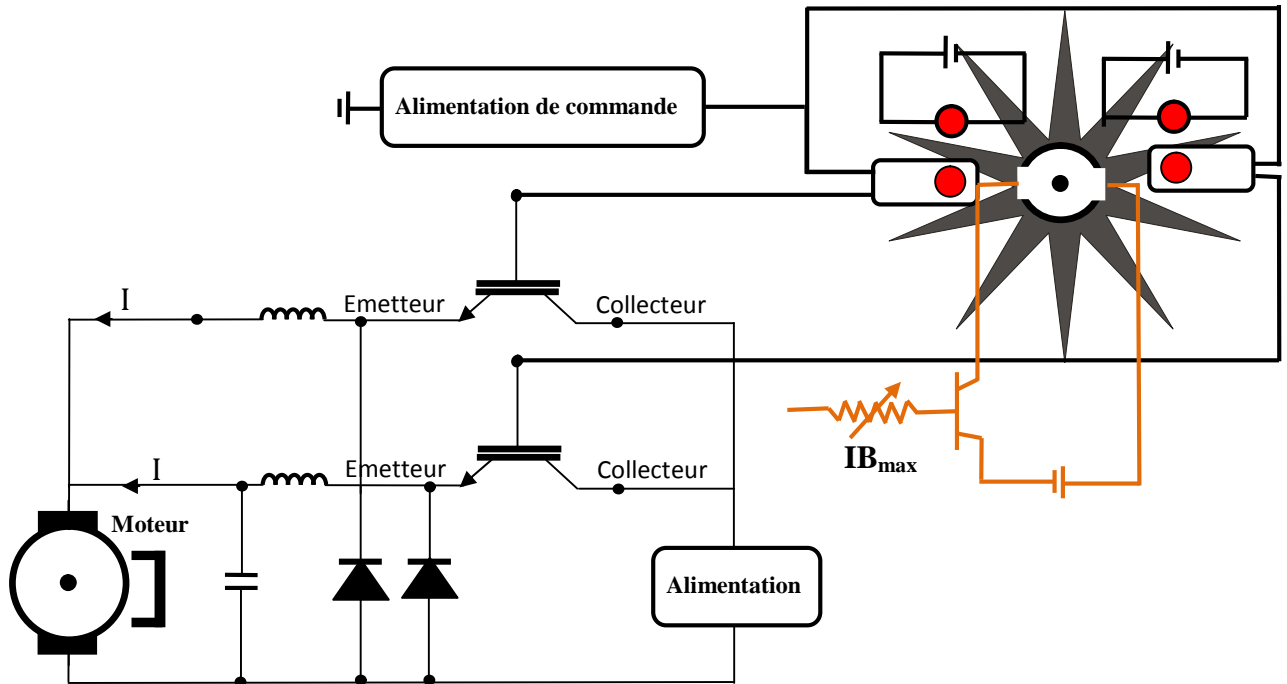 Alimentation de commande
I
Emetteur
Collecteur
I
Emetteur
Collecteur
IBmax
Moteur
Alimentation